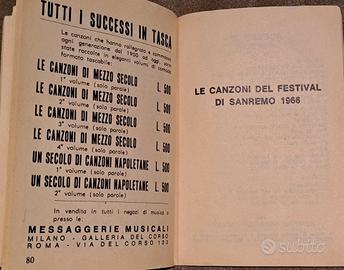 TUTTI I SUCCESSI IN TASCA
Le canzoni che hanno rallegrato e commosso
ogni generazione dal 1900 ad oggi, sono
state raccolte in eleganti volumi di comodo
formato tascabile:
LE CANZONI DI MEZZO SECOLO L. 500
1° volume (solo parole)
LE CANZONI DI MEZZO SECOLO L. 500
2° volume (solo parole)
LE CANZONI DI MEZZO SECOLO L. 500
3° volume (solo parole)
LE CANZONI DI MEZZO SECOLO L. 500
4° volume (solo parole)
UN SECOLO DI CANZONI NAPOLETANE L. 500
1° volume (solo parole)
UN SECOLO DI CANZONI NAPOLETANE L. 500
2° volume (solo parole)
In vendita in tutti i negozi di musica o
presso le:
MESSAGGERIE MUSICALI
MILANO - GALLERIA DEL CORSO
ROMA - VIA DEL CORSO 123
80
LE CANZONI DEL FESTIVAL
DI SANREMO 1966
subito